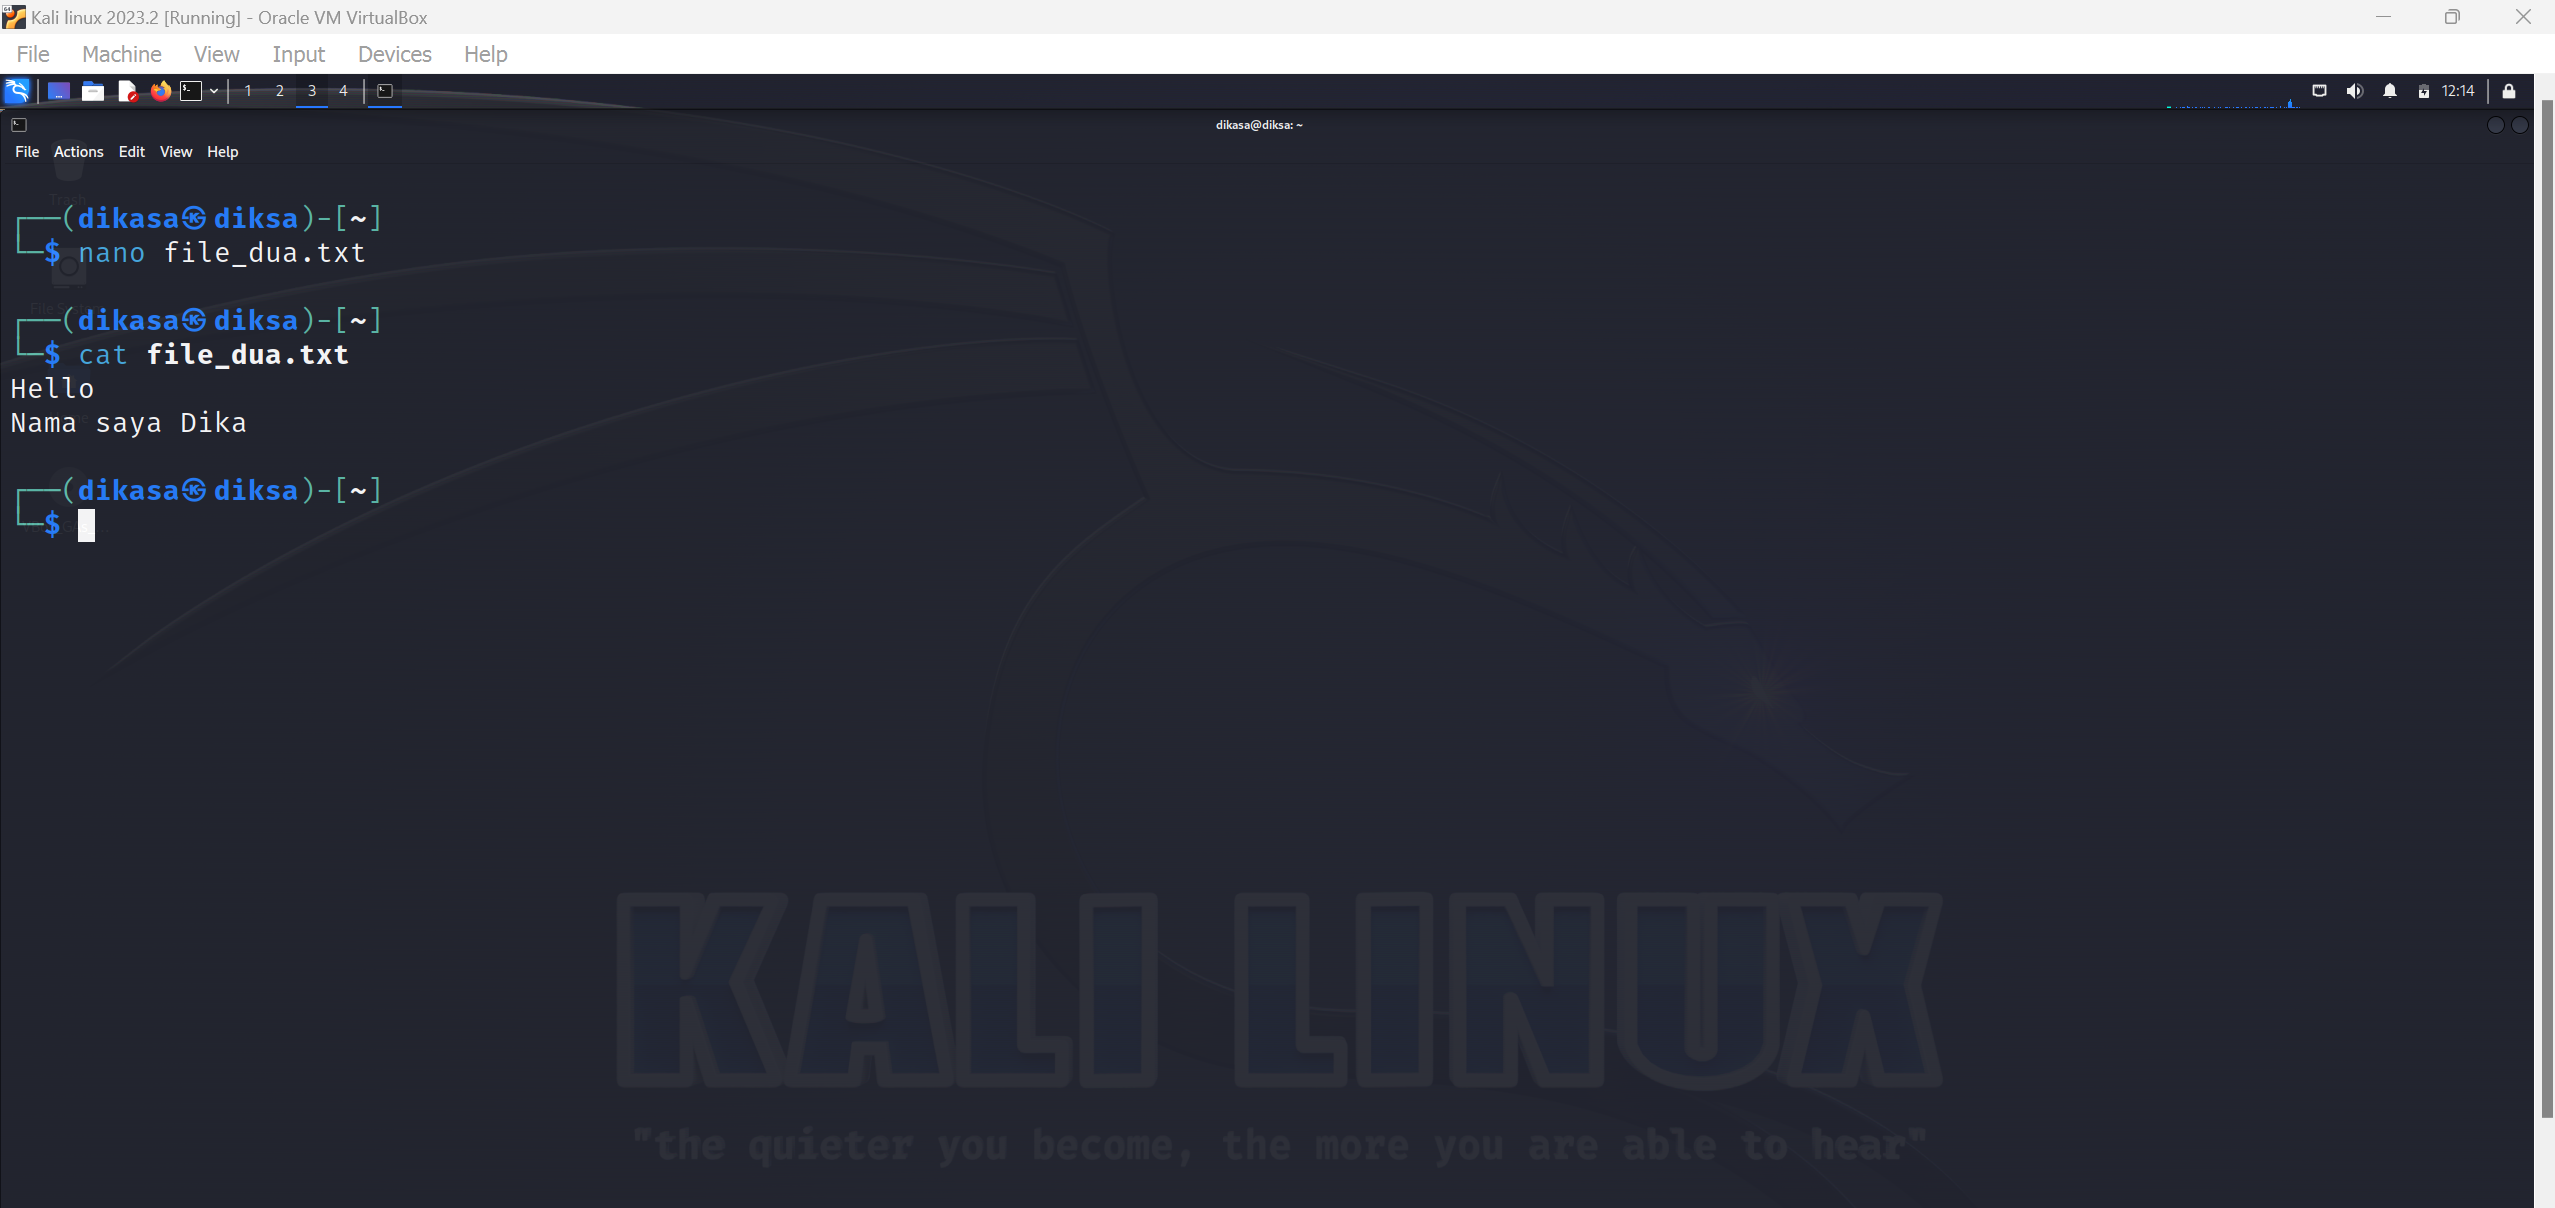 Kali linux 2023.2 [Running] - Oracle VM VirtualBox
File Machine View Input Devices Help
1 2 3 4 12:14
dikasa@diksa: ~
File Actions Edit View Help
Trash
┌──(dikasa㉿diksa)-[~]
└─$ nano file_dua.txt
┌──(dikasa㉿diksa)-[~]
└─$ cat file_dua.txt
Hello
Nama saya Dika
┌──(dikasa㉿diksa)-[~]
└─$
KALI LINUX
"the quieter you become, the more you are able to hear"